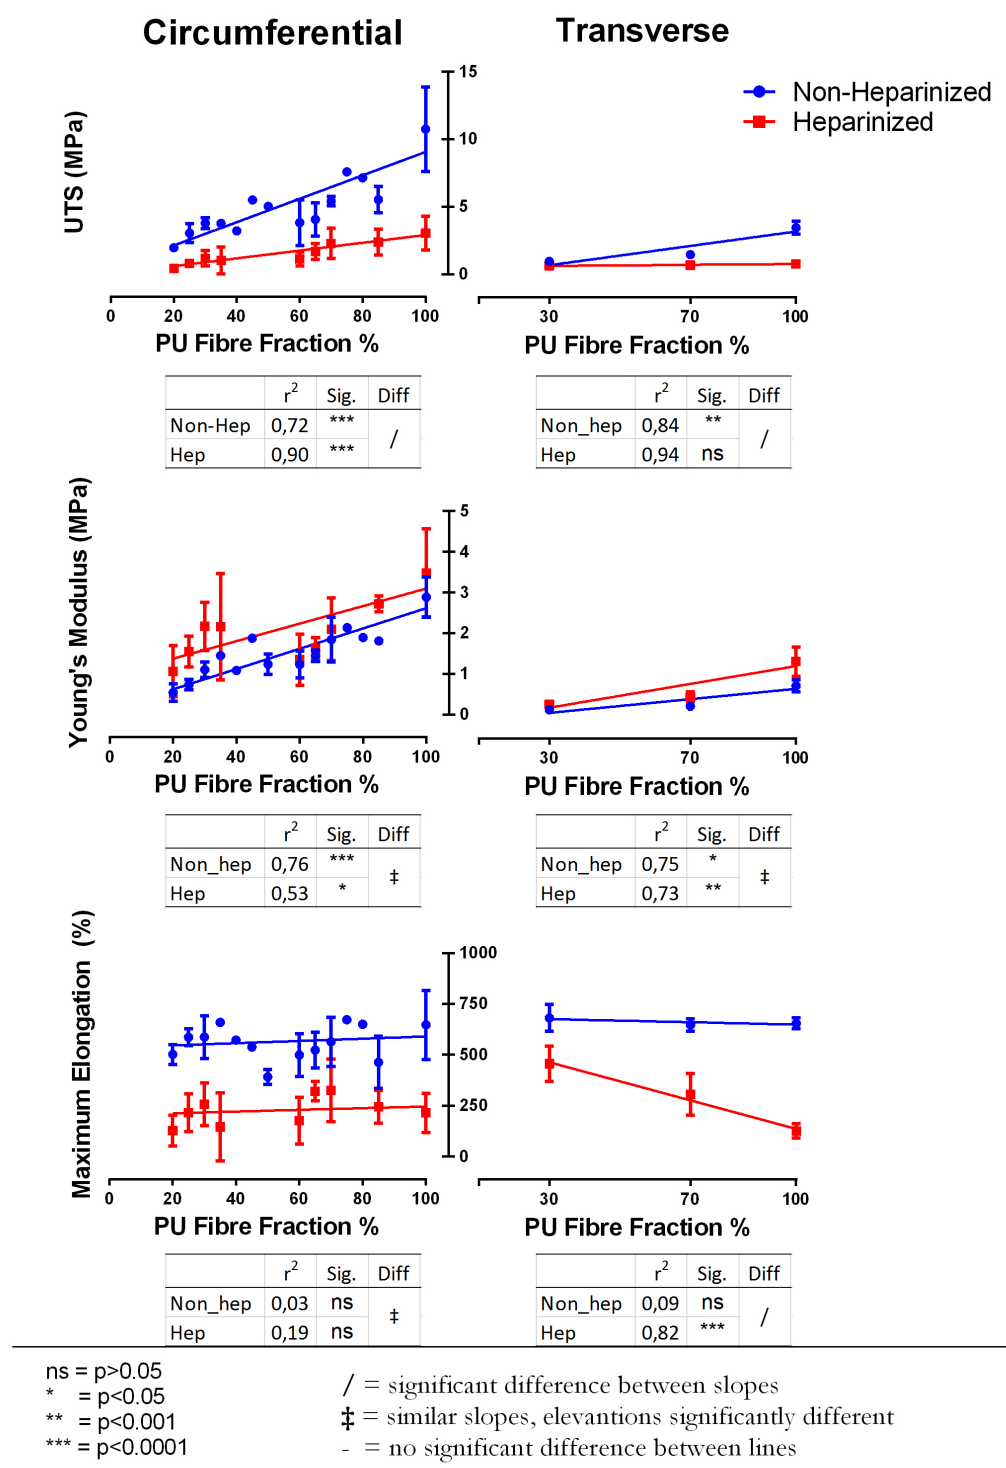 Circumferential
Transverse
UTS (MPa)
15
10
5
0
Non-Heparinized
Heparinized
0 20 40 60 80 100
30 70 100
PU Fibre Fraction %
PU Fibre Fraction %
r2 Sig. Diff
Non-Hep 0,72 *** /
Hep 0,90 ***
r2 Sig. Diff
Non_hep 0,84 ** /
Hep 0,94 ns
Young's Modulus (MPa)
5
4
3
2
1
0
0 20 40 60 80 100
30 70 100
PU Fibre Fraction %
PU Fibre Fraction %
r2 Sig. Diff
Non_hep 0,76 *** ‡
Hep 0,53 *
r2 Sig. Diff
Non_hep 0,75 * ‡
Hep 0,73 **
Maximum Elongation (%)
1000
750
500
250
0
0 20 40 60 80 100
30 70 100
PU Fibre Fraction %
PU Fibre Fraction %
r2 Sig. Diff
Non_hep 0,03 ns ‡
Hep 0,19 ns
r2 Sig. Diff
Non_hep 0,09 ns /
Hep 0,82 ***
ns = p>0.05
* = p<0.05
** = p<0.001
*** = p<0.0001
/ = significant difference between slopes
‡ = similar slopes, elevantions significantly different
- = no significant difference between lines